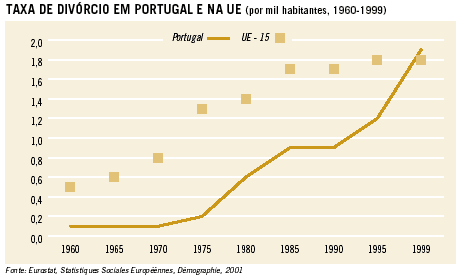 TAXA DE DIVÓRCIO EM PORTUGAL E NA UE (por mil habitantes, 1960-1999)
Portugal UE - 15
2,0
1,8
1,6
1,4
1,2
1,0
0,8
0,6
0,4
0,2
0,0
1960 1965 1970 1975 1980 1985 1990 1995 1999
Fonte: Eurostat, Statistiques Sociales Européènnes, Démographie, 2001